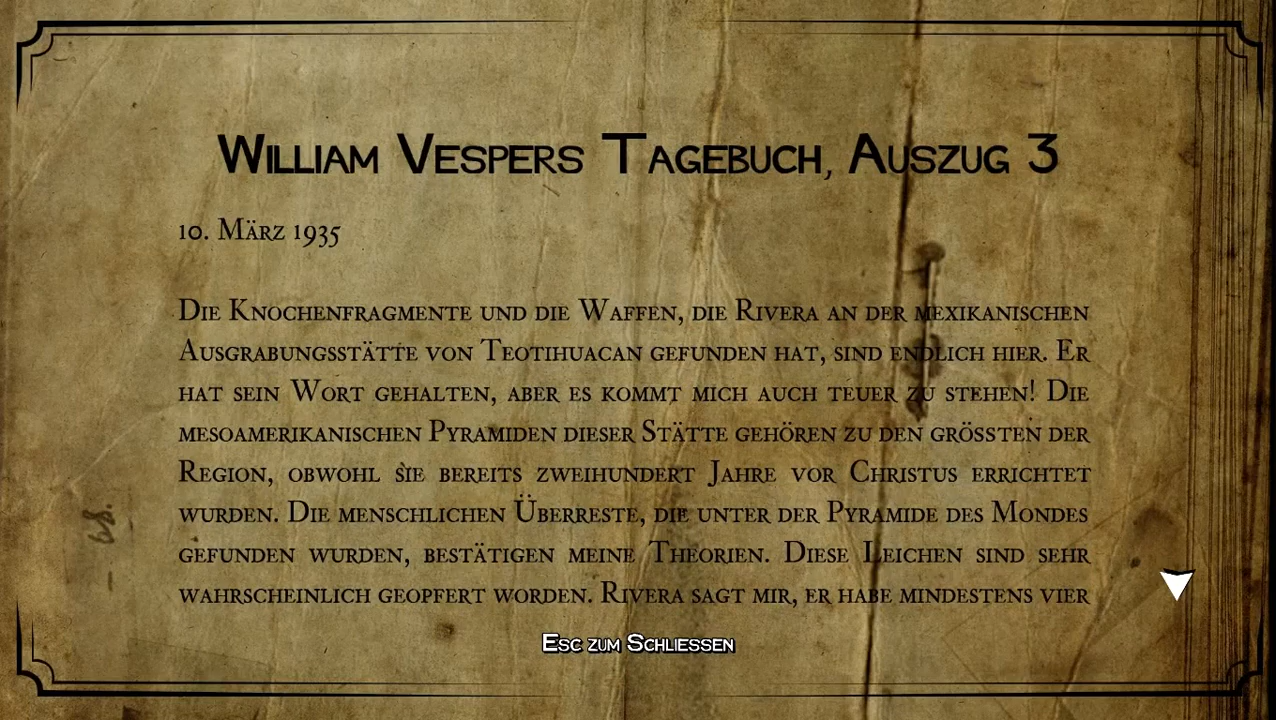 William Vespers Tagebuch, Auszug 3
10. März 1935
Die Knochenfragmente und die Waffen, die Rivera an der mexikanischen
Ausgrabungsstätte von Teotihuacan gefunden hat, sind endlich hier. Er
hat sein Wort gehalten, aber es kommt mich auch teuer zu stehen! Die
mesoamerikanischen Pyramiden dieser Stätte gehören zu den grössten der
Region, obwohl sie bereits zweihundert Jahre vor Christus errichtet
wurden. Die menschlichen Überreste, die unter der Pyramide des Mondes
gefunden wurden, bestätigen meine Theorien. Diese Leichen sind sehr
wahrscheinlich geopfert worden. Rivera sagt mir, er habe mindestens vier
Esc zum Schliessen